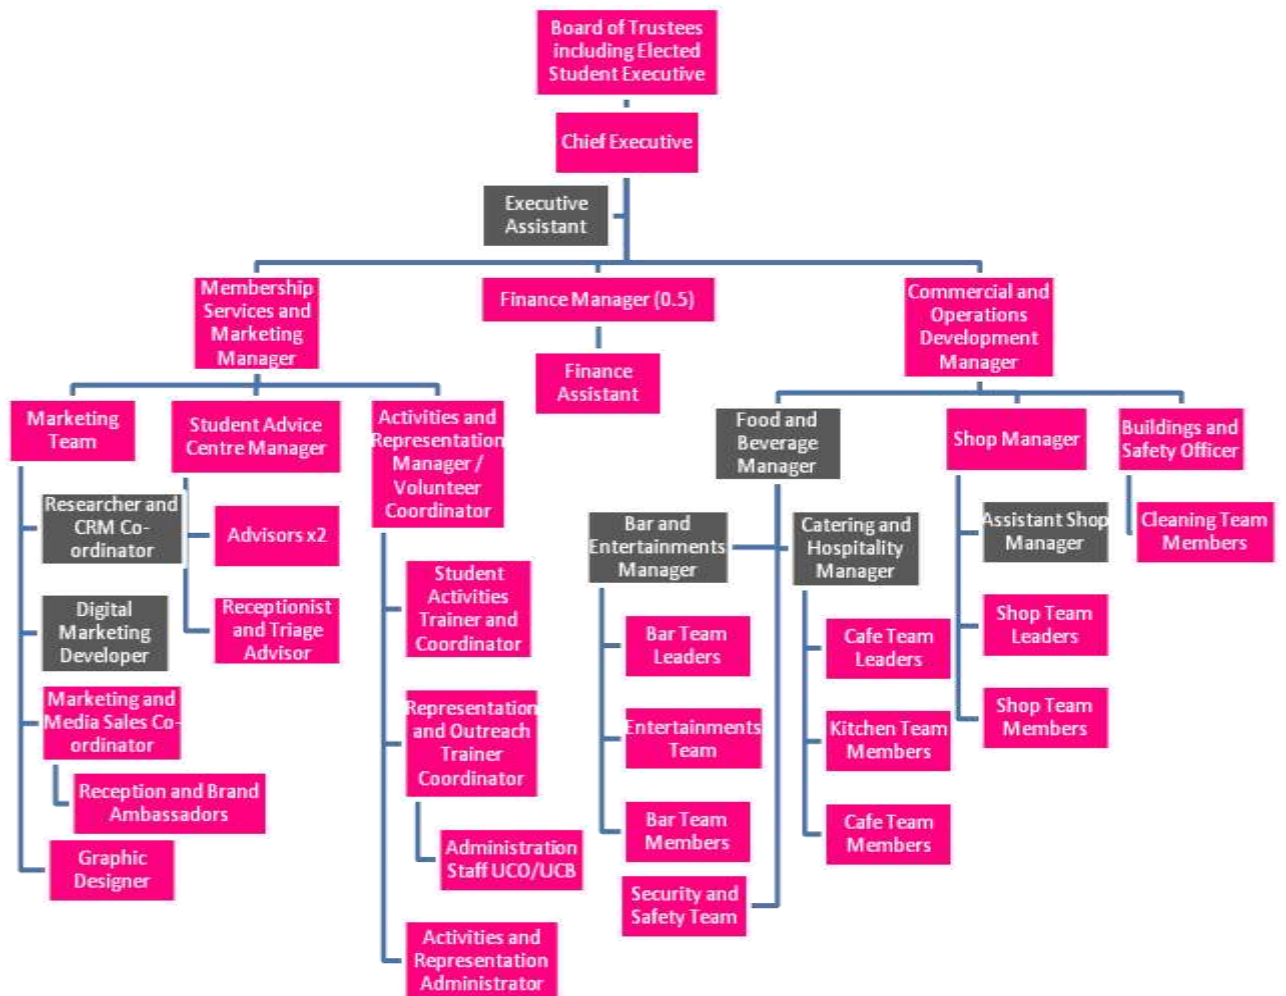 Board of Trustees
including Elected
Student Executive
Chief Executive
Executive
Assistant
Membership
Services and
Marketing
Manager
Finance Manager (0.5)
Commercial and
Operations
Development
Manager
Finance
Assistant
Marketing
Team
Student Advice
Centre Manager
Activities and
Representation
Manager /
Volunteer
Coordinator
Food and
Beverage
Manager
Shop Manager
Buildings and
Safety Officer
Researcher and
CRM Co-
ordinator
Digital
Marketing
Developer
Marketing and
Media Sales Co-
ordinator
Reception and Brand
Ambassadors
Graphic
Designer
Advisors x2
Receptionist
and Triage
Advisor
Student
Activities
Trainer and
Coordinator
Representation
and Outreach
Trainer
Coordinator
Administration
Staff UCO/UCB
Activities and
Representation
Administrator
Bar and
Entertainments
Manager
Bar Team
Leaders
Entertainments
Team
Bar Team
Members
Security and
Safety Team
Catering and
Hospitality
Manager
Cafe Team
Leaders
Kitchen Team
Members
Cafe Team
Members
Assistant Shop
Manager
Shop Team
Leaders
Shop Team
Members
Cleaning Team
Members